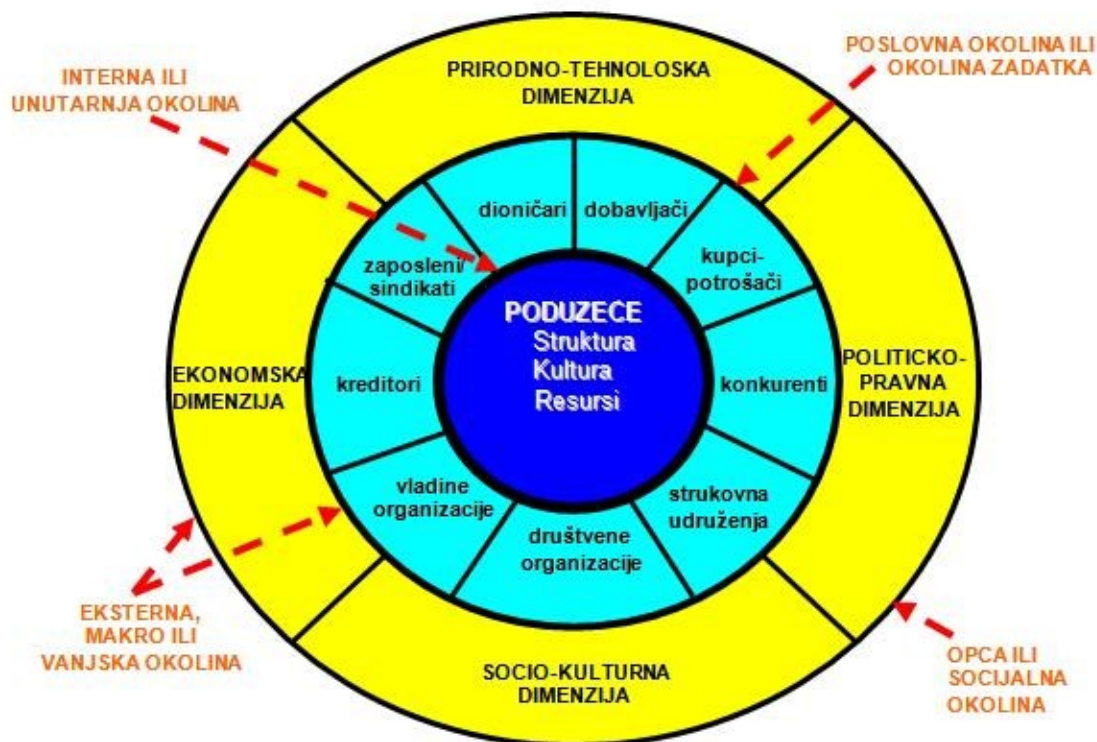 INTERNA ILI
UNUTARNJA OKOLINA
POSLOVNA OKOLINA ILI
OKOLINA ZADATKA
PRIRODNO-TEHNOLOSKA
DIMENZIJA
dioničari
dobavljači
zaposleni/
sindikati
kupci-
potrošači
PODUZECE
Struktura
Kultura
Resursi
EKONOMSKA
DIMENZIJA
kreditori
konkurenti
POLITICKO-
PRAVNA
DIMENZIJA
vladine
organizacije
strukovna
udruženja
društvene
organizacije
EKSTERNA,
MAKRO ILI
VANJSKA OKOLINA
SOCIO-KULTURNA
DIMENZIJA
OPCA ILI
SOCIJALNA
OKOLINA